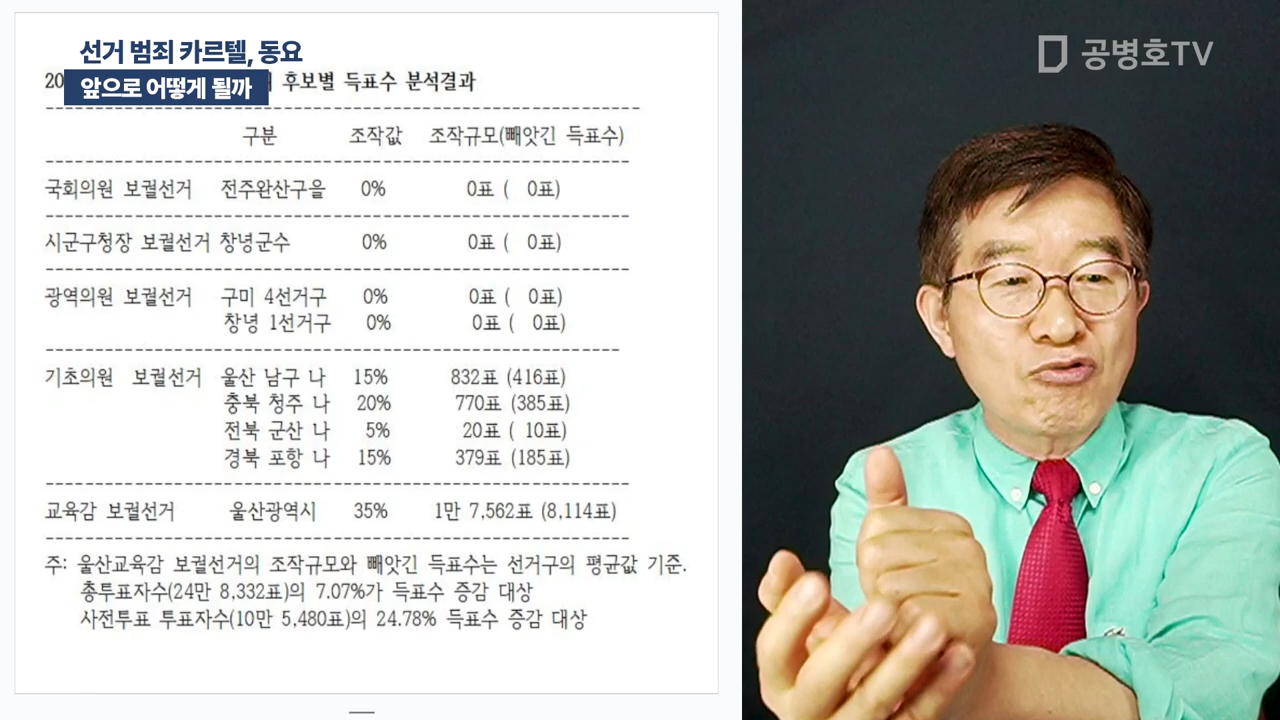 선거 범죄 카르텔, 동요
앞으로 어떻게 될까
20 후보별 득표수 분석결과
구분 조작값 조작규모(빼앗긴 득표수)
국회의원 보궐선거 전주완산구을 0% 0표 ( 0표)
시군구청장 보궐선거 창녕군수 0% 0표 ( 0표)
광역의원 보궐선거 구미 4선거구 0% 0표 ( 0표)
창녕 1선거구 0% 0표 ( 0표)
기초의원 보궐선거 울산 남구 나 15% 832표 (416표)
충북 청주 나 20% 770표 (385표)
전북 군산 나 5% 20표 ( 10표)
경북 포항 나 15% 379표 (185표)
교육감 보궐선거 울산광역시 35% 1만 7,562표 (8,114표)
주: 울산교육감 보궐선거의 조작규모와 빼앗긴 득표수는 선거구의 평균값 기준.
총투표자수(24만 8,332표)의 7.07%가 득표수 증감 대상
사전투표 투표자수(10만 5,480표)의 24.78% 득표수 증감 대상
공병호TV